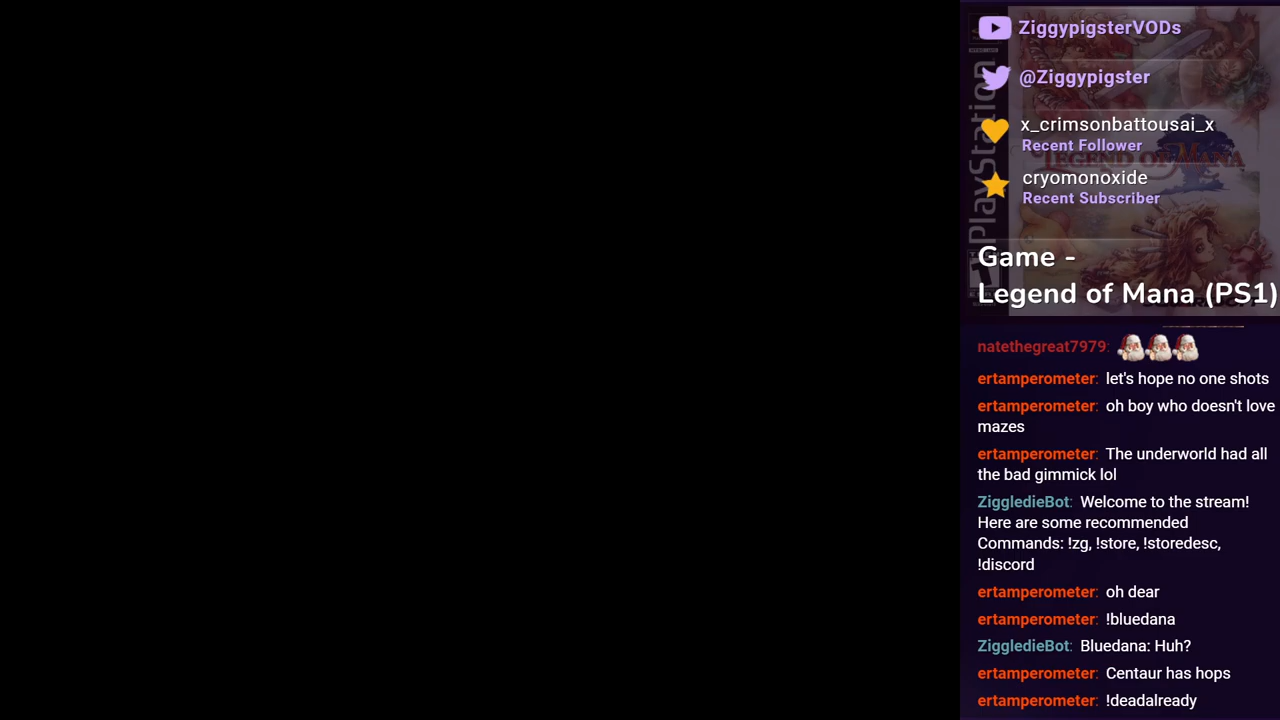 ZiggypigsterVODs
@Ziggypigster
x_crimsonbattousai_x
Recent Follower
cryomonoxide
Recent Subscriber
PlayStation
LEGEND OF MANA
Game -
Legend of Mana (PS1)
natethegreat7979:
ertamperometer: let's hope no one shots
ertamperometer: oh boy who doesn't love
mazes
ertamperometer: The underworld had all
the bad gimmick lol
ZiggledieBot: Welcome to the stream!
Here are some recommended
Commands: !zg, !store, !storedesc,
!discord
ertamperometer: oh dear
ertamperometer: !bluedana
ZiggledieBot: Bluedana: Huh?
ertamperometer: Centaur has hops
ertamperometer: !deadalready